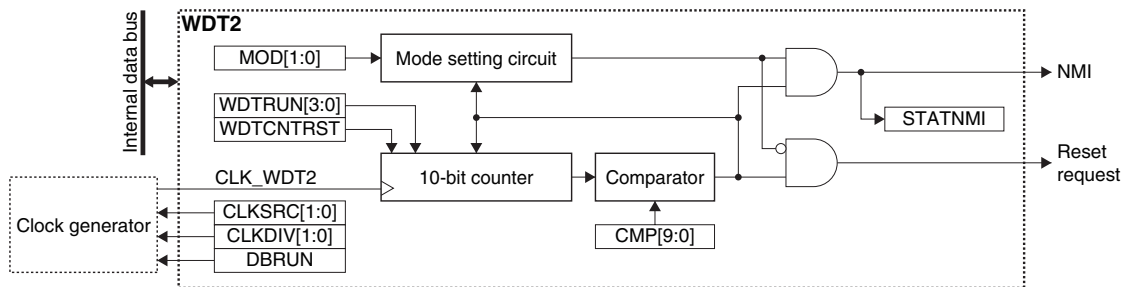 Internal data bus
WDT2
MOD[1:0]
Mode setting circuit
NMI
WDTRUN[3:0]
WDTCNTRST
STATNMI
CLK_WDT2
10-bit counter
Comparator
Reset
request
Clock generator
CLKSRC[1:0]
CLKDIV[1:0]
DBRUN
CMP[9:0]